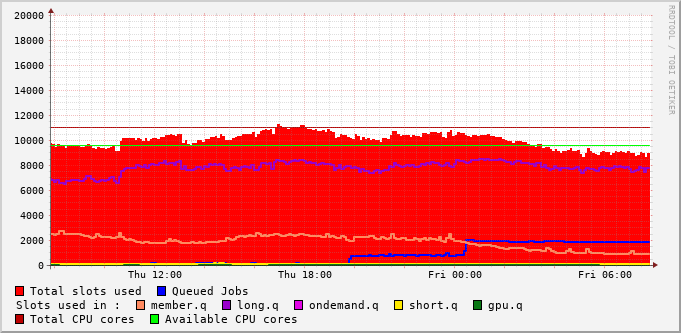 20000
18000
16000
14000
12000
10000
8000
6000
4000
2000
0
Thu 12:00 Thu 18:00 Fri 00:00 Fri 06:00
RRDTOOL / TOBI OETIKER
Total slots used Queued Jobs
Slots used in : member.q long.q ondemand.q short.q gpu.q
Total CPU cores Available CPU cores